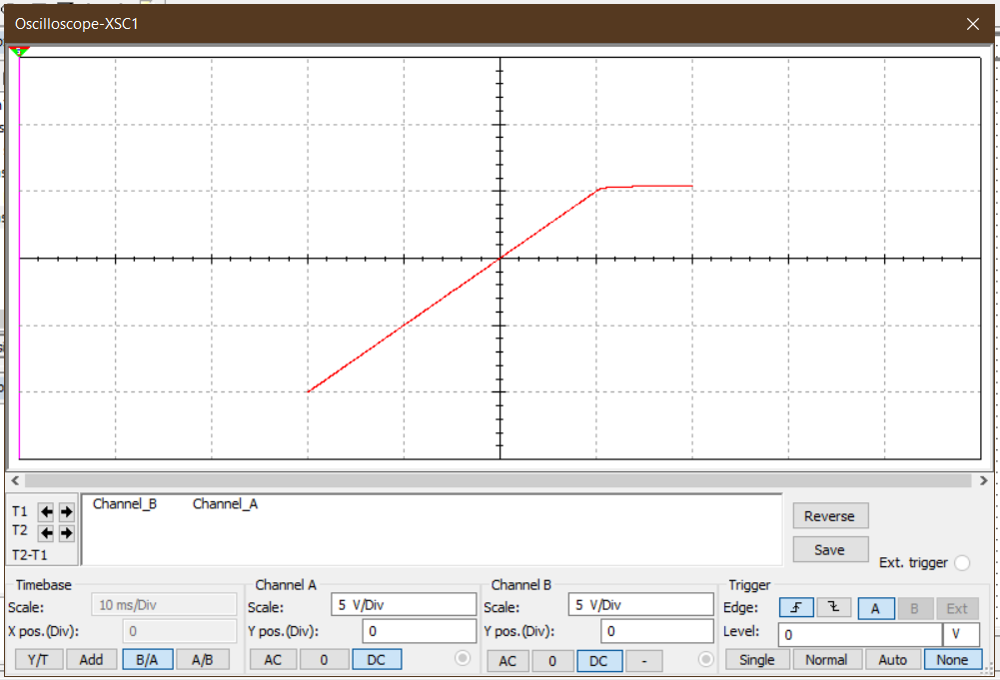 Oscilloscope-XSC1
T1
T2
T2-T1
Channel_B Channel_A
Reverse
Save
Ext. trigger
Timebase
Scale: 10 ms/Div
X pos.(Div): 0
Y/T Add B/A A/B
Channel A
Scale: 5 V/Div
Y pos.(Div): 0
AC 0 DC
Channel B
Scale: 5 V/Div
Y pos.(Div): 0
AC 0 DC -
Trigger
Edge: A B Ext
Level: 0 V
Single Normal Auto None